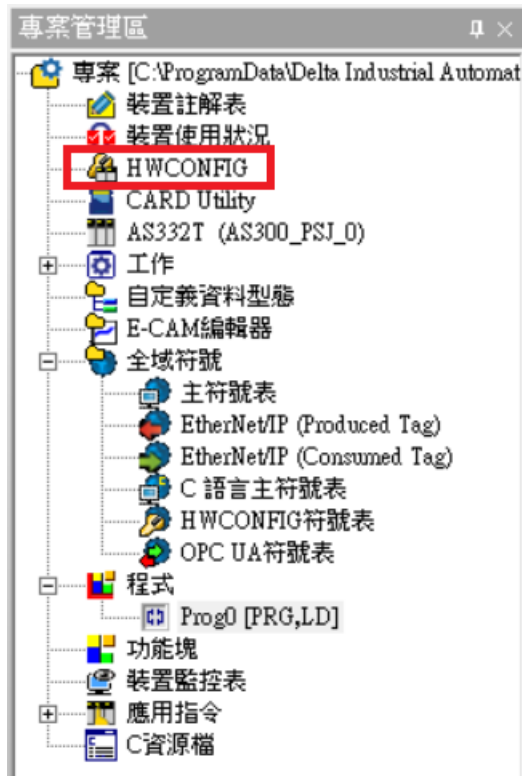 專案管理區
專案 [C:\ProgramData\Delta Industrial Automat
裝置註解表
裝置使用狀況
HWCONFIG
CARD Utility
AS332T (AS300_PSJ_0)
工作
自定義資料型態
E-CAM編輯器
全域符號
主符號表
EtherNet/IP (Produced Tag)
EtherNet/IP (Consumed Tag)
C 語言主符號表
HWCONFIG符號表
OPC UA符號表
程式
Prog0 [PRG,LD]
功能塊
裝置監控表
應用指令
C資源檔